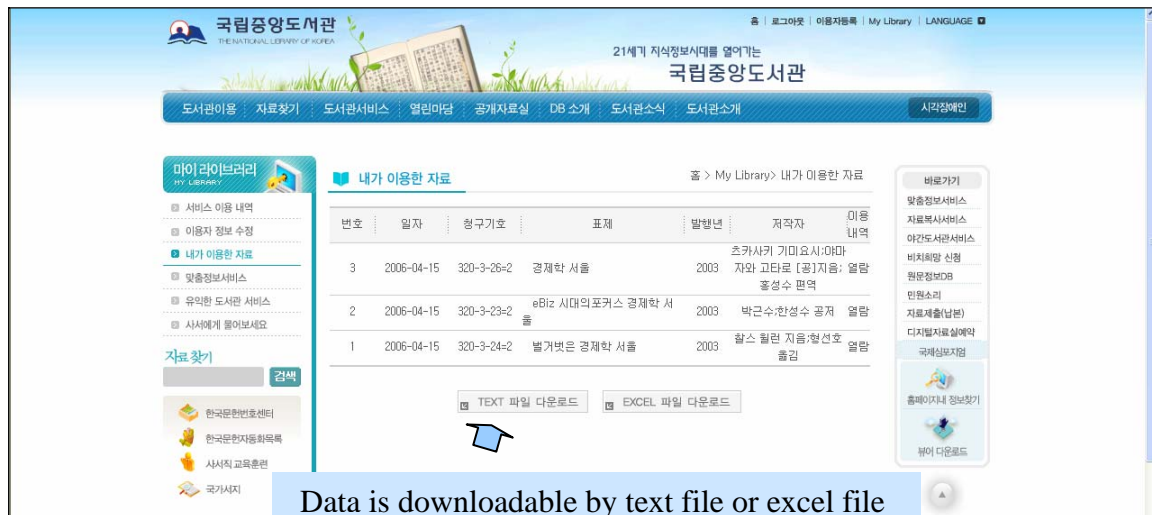 국립중앙도서관
THE NATIONAL LIBRARY OF KOREA
홈 | 로그아웃 | 이용자등록 | My Library | LANGUAGE
21세기 지식정보시대를 열어가는
국립중앙도서관
도서관이용 자료찾기 도서관서비스 열린마당 공개자료실 DB 소개 도서관소식 도서관소개 시각장애인
마이 라이브러리
MY LIBRARY
서비스 이용 내역
이용자 정보 수정
내가 이용한 자료
맞춤정보서비스
유익한 도서관 서비스
사서에게 물어보세요
자료 찾기
검색
한국문헌번호센터
한국문헌자동화목록
사서직 교육훈련
국가서지
내가 이용한 자료
홈 > My Library> 내가 이용한 자료
번호 일자 청구기호 표제 발행년 저작자 이용
내역
츠카사키 기미요시;야마
3 2006-04-15 320-3-26=2 경제학 서울 2003 자와 고타로 [공]지음; 열람
홍성수 편역
2 2006-04-15 320-3-23=2 eBiz 시대의포커스 경제학 서 2003 박근수;한성수 공저 열람
울
1 2006-04-15 320-3-24=2 벌거벗은 경제학 서울 2003 찰스 윌런 지음;형선호 열람
옮김
TEXT 파일 다운로드 EXCEL 파일 다운로드
Data is downloadable by text file or excel file
바로가기
맞춤정보서비스
자료복사서비스
야간도서관서비스
비치희망 신청
원문정보DB
민원소리
자료제출(납본)
디지털자료실예약
국제심포지엄
홈페이지내 정보찾기
뷰어 다운로드